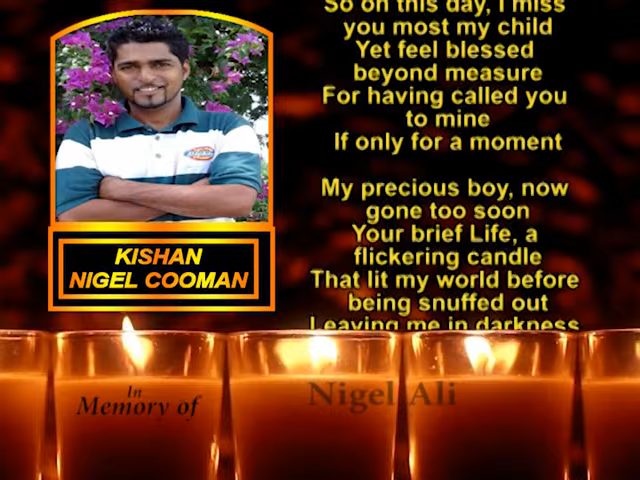 So on this day, I miss
you most my child
Yet feel blessed
beyond measure
For having called you
to mine
If only for a moment
My precious boy, now
gone too soon
Your brief Life, a
flickering candle
That lit my world before
being snuffed out
Leaving me in darkness
KISHAN
NIGEL COOMAN
In
Memory of
Nigel Ali